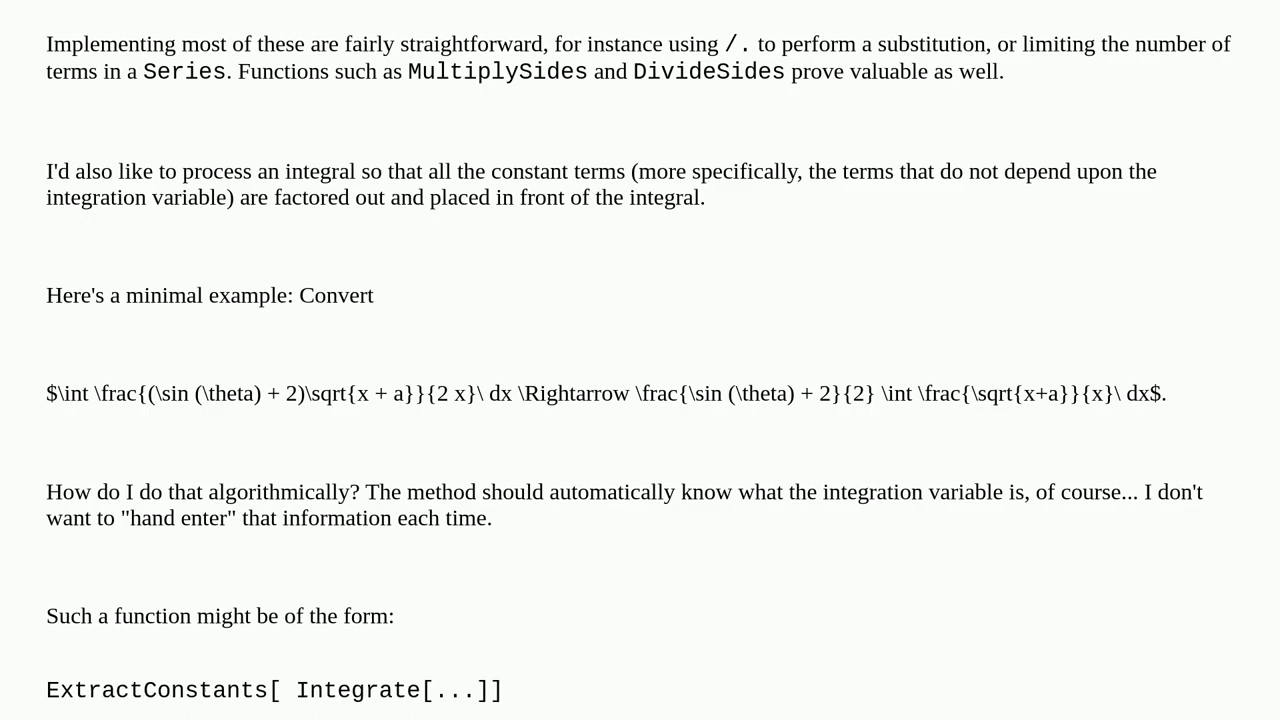 Implementing most of these are fairly straightforward, for instance using /. to perform a substitution, or limiting the number of
terms in a Series. Functions such as MultiplySides and DivideSides prove valuable as well.
I'd also like to process an integral so that all the constant terms (more specifically, the terms that do not depend upon the
integration variable) are factored out and placed in front of the integral.
Here's a minimal example: Convert
$\int \frac{(\sin (\theta) + 2)\sqrt{x + a}}{2 x}\ dx \Rightarrow \frac{\sin (\theta) + 2}{2} \int \frac{\sqrt{x+a}}{x}\ dx$.
How do I do that algorithmically? The method should automatically know what the integration variable is, of course... I don't
want to "hand enter" that information each time.
Such a function might be of the form:
ExtractConstants[ Integrate[...]]